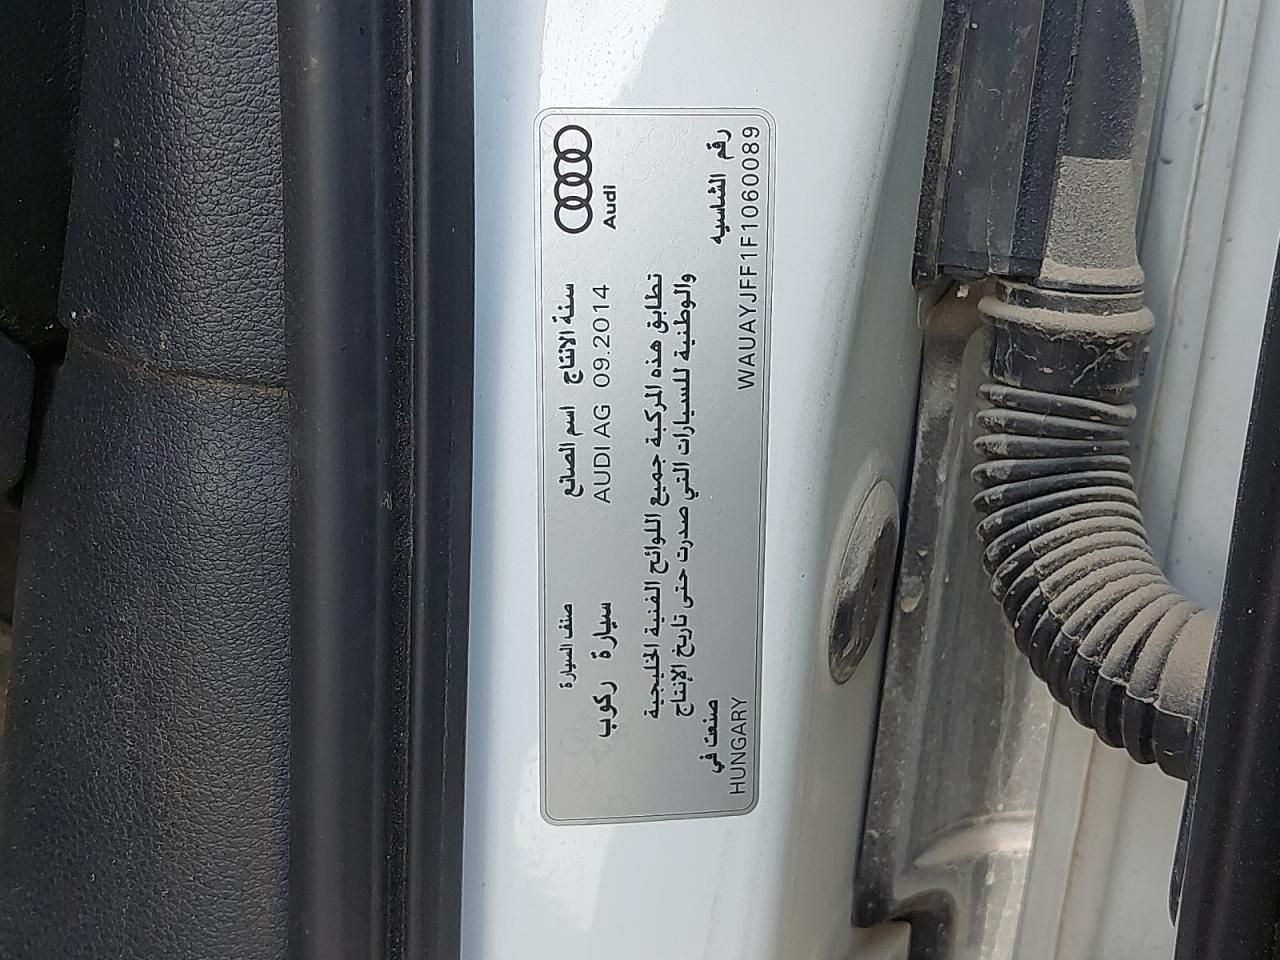 Audi
سنة الانتاج اسم الصانع صنف السيارة
AUDI AG 09.2014 سيارة ركوب
تطابق هذه المركبة جميع اللوائح الفنية الخليجية
والوطنية للسيارات التي صدرت حتى تاريخ الإنتاج
رقم الشاسيه صنعت في
WAUAYJFF1F1060089 HUNGARY